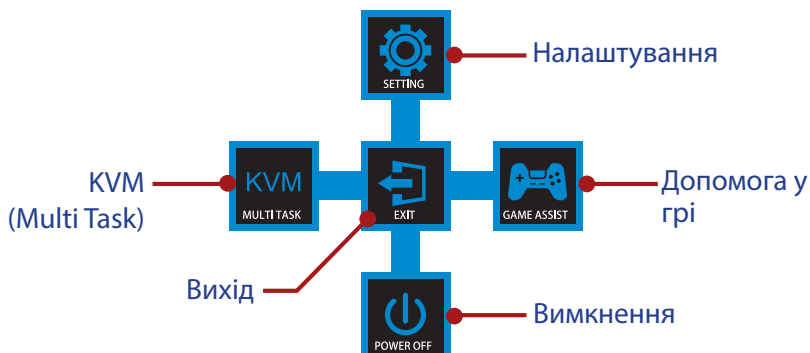 SETTING
Налаштування
KVM
(Multi Task)
KVM
MULTI TASK
EXIT
GAME ASSIST
Допомога у
грі
Вихід
POWER OFF
Вимкнення